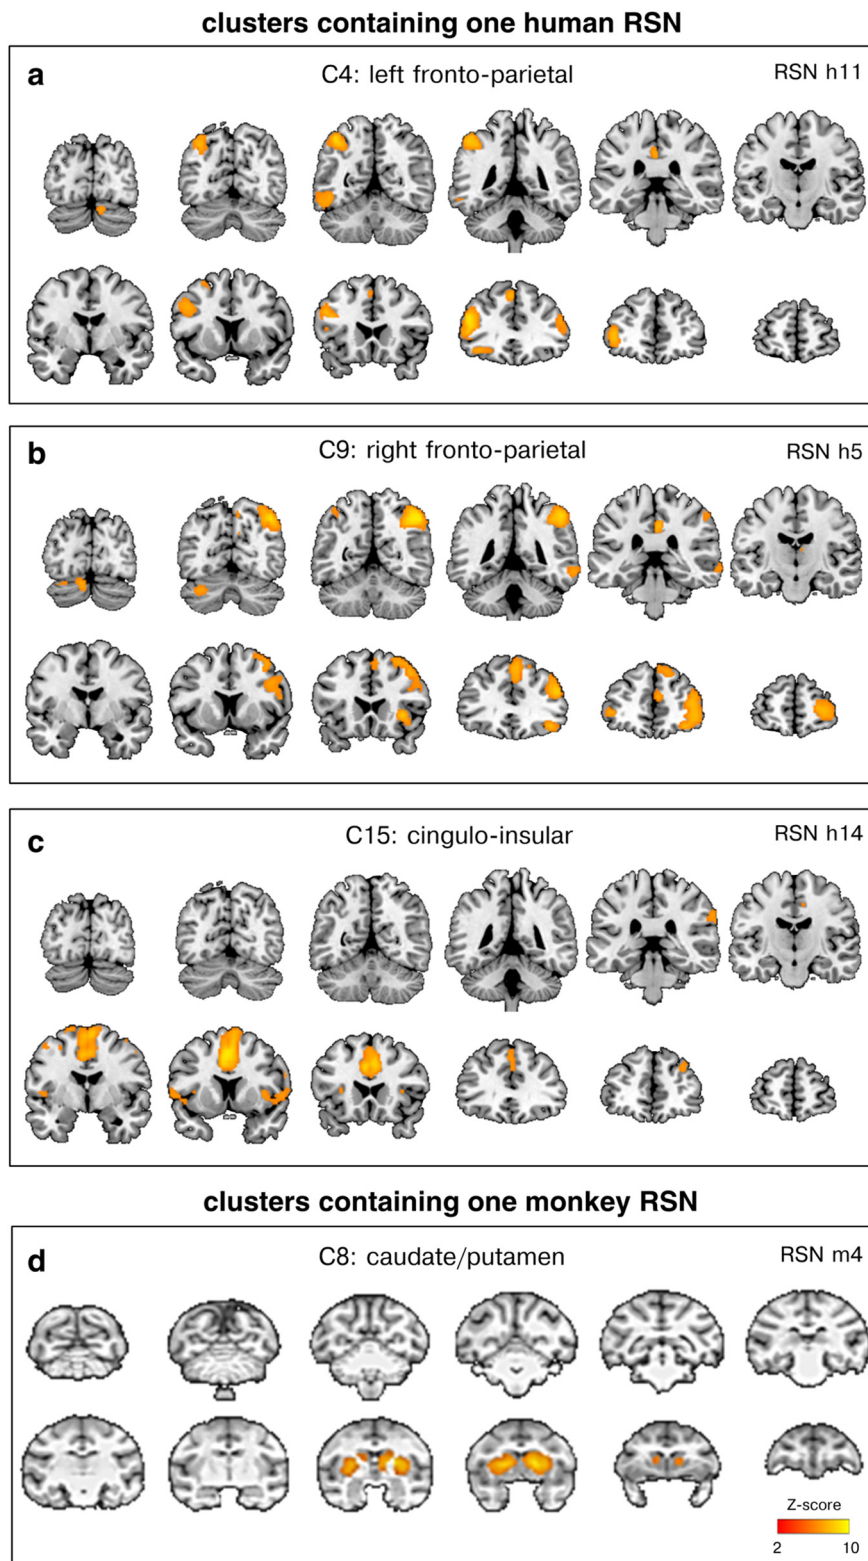 clusters containing one human RSN
a
C4: left fronto-parietal
RSN h11
b
C9: right fronto-parietal
RSN h5
c
C15: cingulo-insular
RSN h14
clusters containing one monkey RSN
d
C8: caudate/putamen
RSN m4
Z-score
2 10